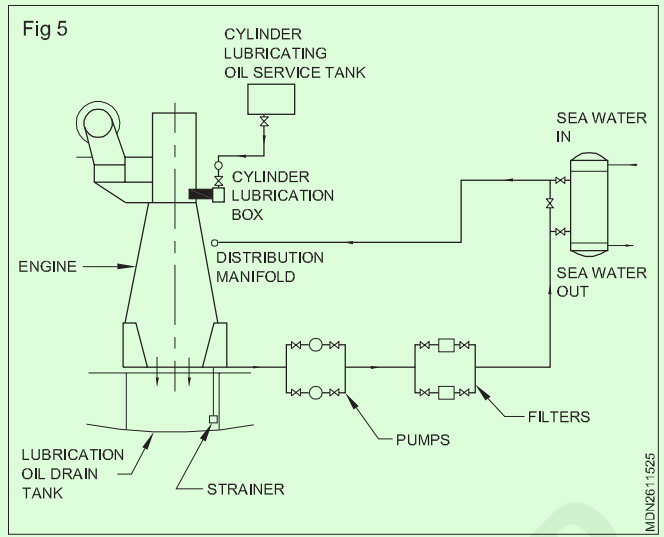 Fig 5
CYLINDER
LUBRICATING
OIL SERVICE TANK
SEA WATER
IN
CYLINDER
LUBRICATION
BOX
DISTRIBUTION
MANIFOLD
ENGINE
SEA WATER
OUT
FILTERS
PUMPS
LUBRICATION
OIL DRAIN
TANK
STRAINER
MDN2611525